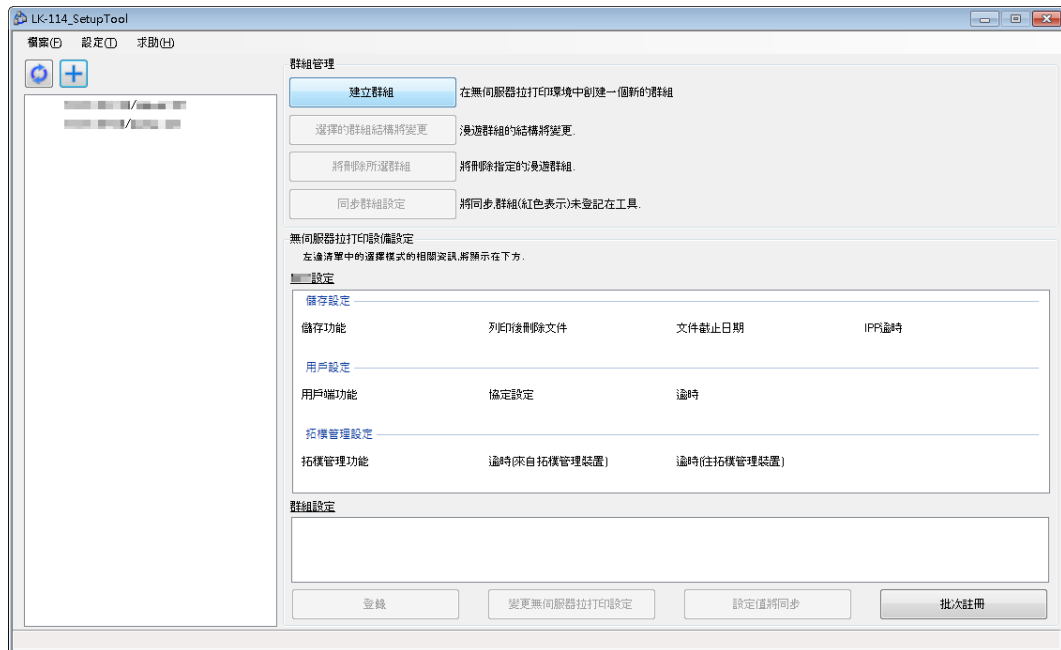 LK-114_SetupTool
檔案(F) 設定(T) 求助(H)
群組管理
建立群組 在無伺服器拉打印環境中創建一個新的群組
選擇的群組結構將變更 漫遊群組的結構將變更.
將刪除所選群組 將刪除指定的漫遊群組.
同步群組設定 將同步,群組(紅色表示)未登記在工具.
無伺服器拉打印設備設定
左邊清單中的選擇模式的相關資訊,將顯示在下方.
設定
儲存設定
儲存功能 列印後刪除文件 文件截止日期 IPP逾時
用戶設定
用戶端功能 協定設定 逾時
拓樸管理設定
拓樸管理功能 逾時(來自拓樸管理裝置) 逾時(往拓樸管理裝置)
群組設定
登錄 變更無伺服器拉打印設定 設定值將同步 批次註冊